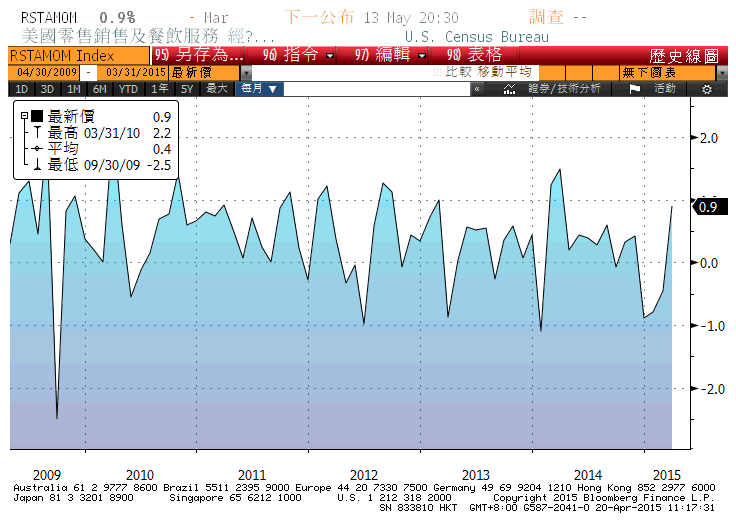 RSTAMOM 0.9% - Mar 下一公布 13 May 20:30 調查 --
美國零售銷售及餐飲服務 經?... U.S. Census Bureau
RSTAMOM Index 95) 另存為... 96) 指令 97) 編輯 98) 表格 歷史線圖
04/30/2009 - 03/31/2015 最新價 比較 移動平均 無下圖表
1D 3D 1M 6M YTD 1年 5Y 最大 每月 ▼ « 證券/技術分析 活動
最新價 0.9
最高 03/31/10 2.2
平均 0.4
最低 09/30/09 -2.5
2.0
1.0
0.9
0.0
-1.0
-2.0
2009 2010 2011 2012 2013 2014 2015
Australia 61 2 9777 8600 Brazil 5511 2395 9000 Europe 44 20 7330 7500 Germany 49 69 9204 1210 Hong Kong 852 2977 6000
Japan 81 3 3201 8900 Singapore 65 6212 1000 U.S. 1 212 318 2000 Copyright 2015 Bloomberg Finance L.P.
SN 833810 HKT GMT+8:00 G587-2041-0 20-Apr-2015 11:17:31